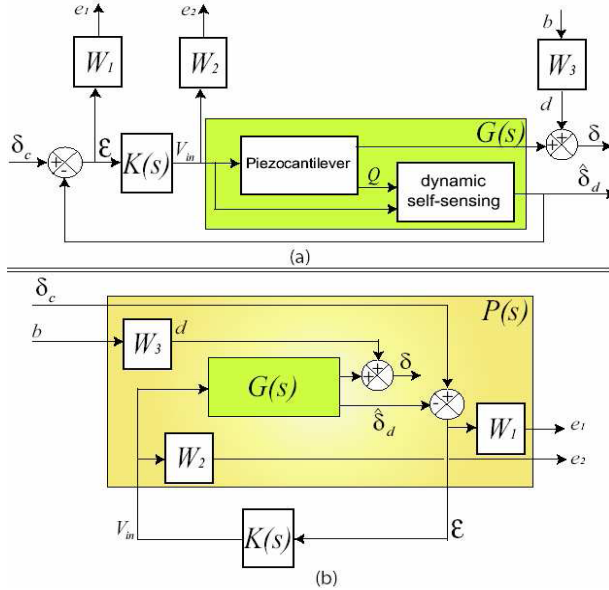 e₁ e₂ b
W₁ W₂ W₃
d
δc ε K(s) Vin G(s) δ
-
+ +
Piezocantilever
Q
dynamic
self-sensing
δ̂d
(a)
δc P(s)
b W₃ d
+ + δ
G(s) - +
δ̂d
W₁ e₁
W₂ e₂
Vin K(s) ε
(b)